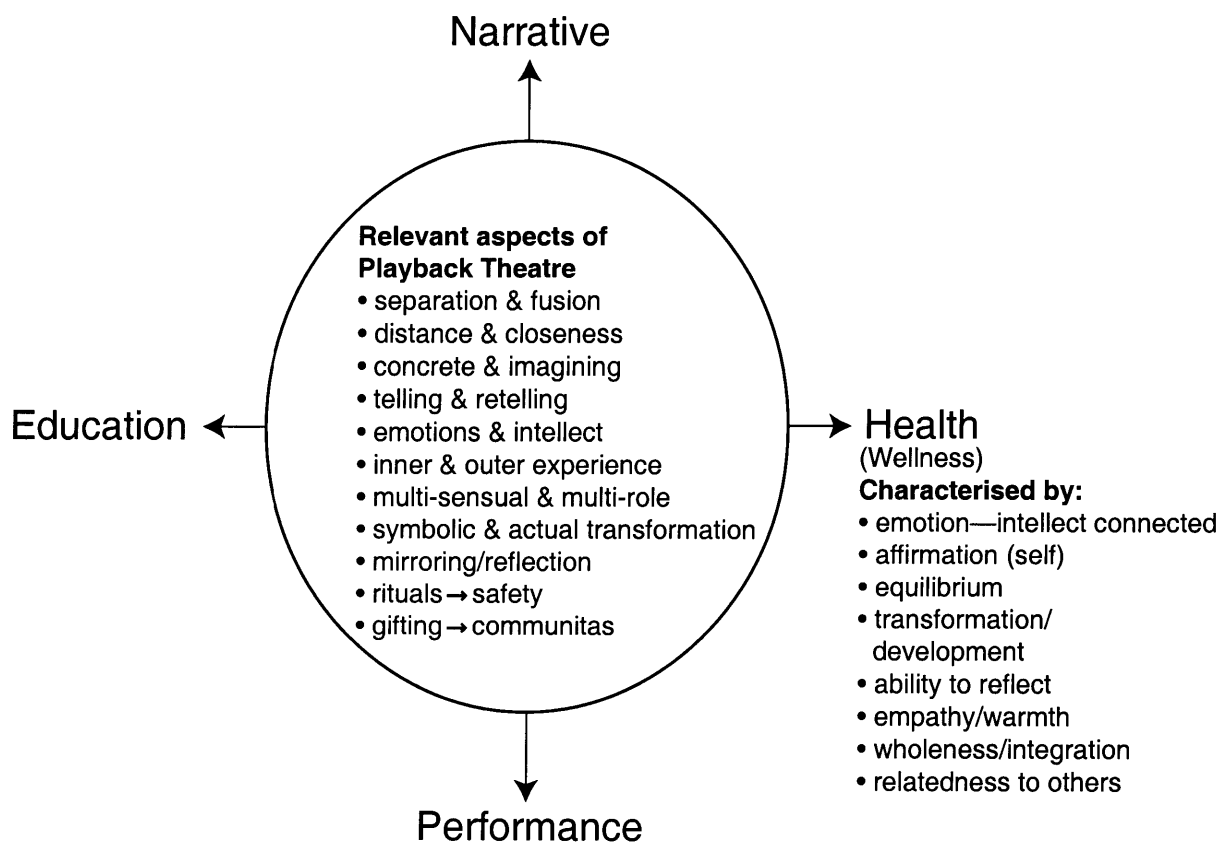 Narrative
Relevant aspects of
Playback Theatre
• separation & fusion
• distance & closeness
• concrete & imagining
• telling & retelling
• emotions & intellect
• inner & outer experience
• multi-sensual & multi-role
• symbolic & actual transformation
• mirroring/reflection
• rituals → safety
• gifting → communitas
Education
Health
(Wellness)
Characterised by:
• emotion—intellect connected
• affirmation (self)
• equilibrium
• transformation/
development
• ability to reflect
• empathy/warmth
• wholeness/integration
• relatedness to others
Performance